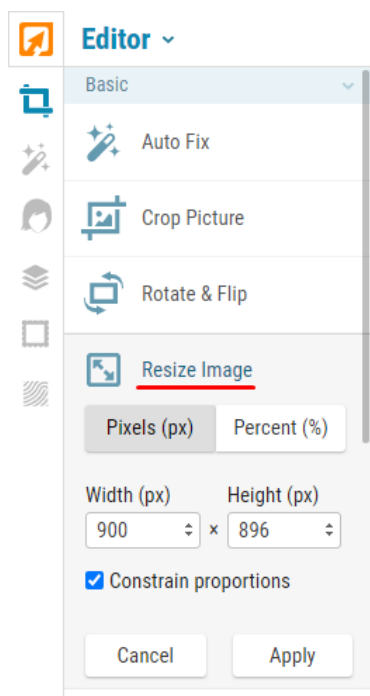 Editor
Basic
Auto Fix
Crop Picture
Rotate & Flip
Resize Image
Pixels (px) Percent (%)
Width (px) Height (px)
900 × 896
Constrain proportions
Cancel Apply